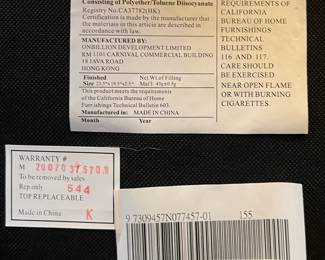 Consisting of Polyether/Toluene Diisocyanate
Registry No CA37782(HK)
Certification is made by the manufacturer that
the materials in this article are described in
accordance with law.
MANUFACTURED BY:
ONBILLION DEVELOPMENT LIMITED
RM 1101 CARNIVAL COMMERCIAL BUILDING
18 JAVA ROAD
HONG KONG
Finished Net Wt.of Filling
Size
This product meets the requirements
of the California Bureau of Home
Furnishings Technical Bulletin 603.
Manufactured in: MADE IN CHINA
Month Year
REQUIREMENTS OF
CALIFORNIA
BUREAU OF HOME
FURNISHINGS
TECHNICAL
BULLETINS
116 AND 117.
CARE SHOULD
BE EXERCISED
NEAR OPEN FLAME
OR WITH BURNING
CIGARETTES.
WARRANTY #
M
To be removed by sales
Rep.only 544
TOP REPLACEABLE
Made in China K
9 7309457N077457-01 155